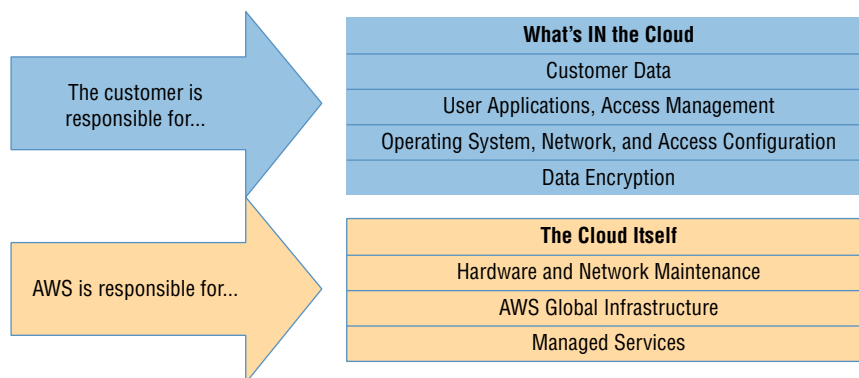 The customer is
responsible for...
What's IN the Cloud
Customer Data
User Applications, Access Management
Operating System, Network, and Access Configuration
Data Encryption
AWS is responsible for...
The Cloud Itself
Hardware and Network Maintenance
AWS Global Infrastructure
Managed Services